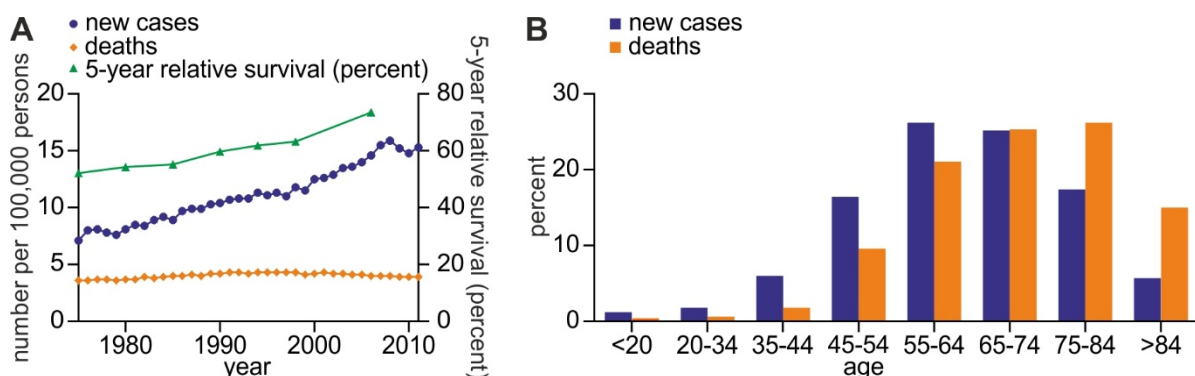 A
new cases
deaths
5-year relative survival (percent)
number per 100,000 persons
20
15
10
5
0
80
60
40
20
0
5-year relative survival (percent)
1980
1990
2000
2010
year
B
new cases
deaths
percent
30
20
10
0
<20
20-34
35-44
45-54
55-64
65-74
75-84
>84
age